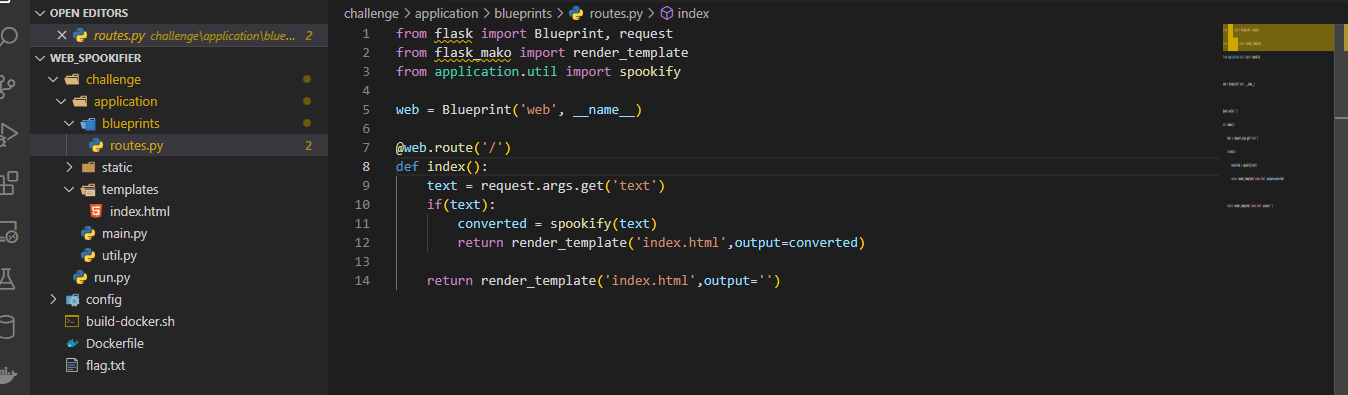 OPEN EDITORS
routes.py challenge\application\blue... 2
WEB_SPOOKIFIER
challenge
application
blueprints
routes.py 2
static
templates
index.html
main.py
util.py
run.py
config
build-docker.sh
Dockerfile
flag.txt
challenge > application > blueprints > routes.py > index
1 from flask import Blueprint, request
2 from flask_mako import render_template
3 from application.util import spookify
4
5 web = Blueprint('web', __name__)
6
7 @web.route('/')
8 def index():
9     text = request.args.get('text')
10     if(text):
11         converted = spookify(text)
12         return render_template('index.html',output=converted)
13
14     return render_template('index.html',output='')